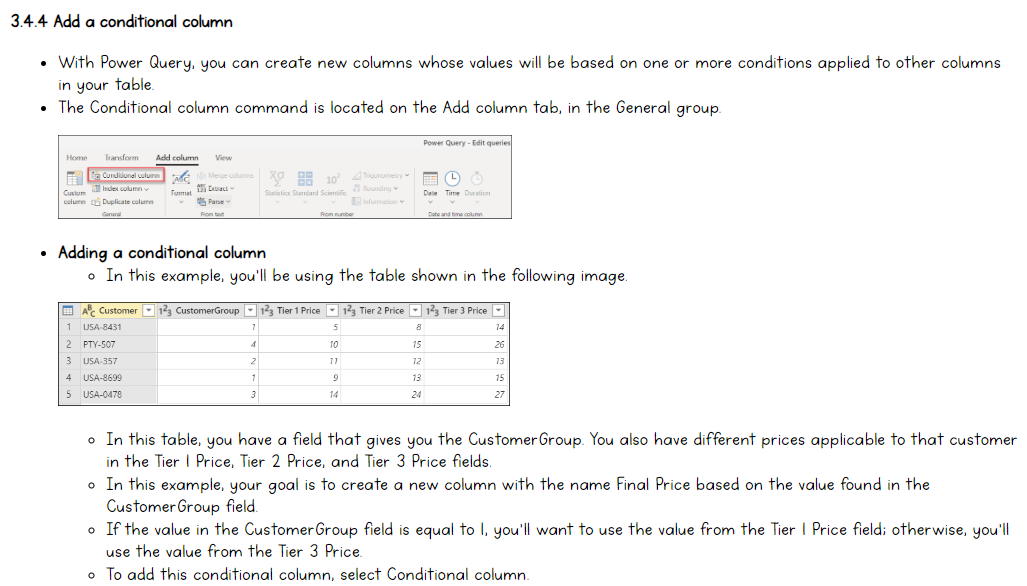 3.4.4 Add a conditional column
• With Power Query, you can create new columns whose values will be based on one or more conditions applied to other columns
in your table.
• The Conditional column command is located on the Add column tab, in the General group.
Power Query - Edit queries
Home Transform Add column View
Custom column Conditional column Index column Duplicate column Format Merge columns Extract Parse Statistics Standard Scientific 10² Trigonometry Rounding Information Date Time Duration
General From text From number Date and time column
• Adding a conditional column
○ In this example, you'll be using the table shown in the following image.
ABC Customer 123 CustomerGroup 123 Tier 1 Price 123 Tier 2 Price 123 Tier 3 Price
1 USA-8431 1 5 8 14
2 PTY-507 4 10 15 26
3 USA-357 2 11 12 13
4 USA-8699 1 9 13 15
5 USA-0478 3 14 24 27
○ In this table, you have a field that gives you the CustomerGroup. You also have different prices applicable to that customer
in the Tier 1 Price, Tier 2 Price, and Tier 3 Price fields.
○ In this example, your goal is to create a new column with the name Final Price based on the value found in the
CustomerGroup field.
○ If the value in the CustomerGroup field is equal to 1, you'll want to use the value from the Tier 1 Price field; otherwise, you'll
use the value from the Tier 3 Price.
○ To add this conditional column, select Conditional column.